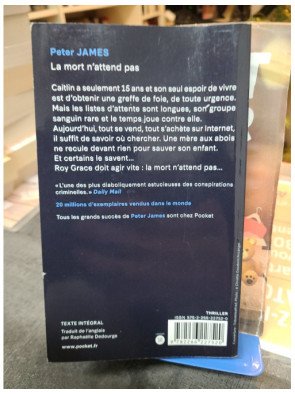 Peter JAMES
La mort n'attend pas
Caitlin a seulement 15 ans et son seul espoir de vivre
est d'obtenir une greffe de foie, de toute urgence.
Mais les listes d'attente sont longues, son groupe
sanguin rare et le temps joue contre elle.
Aujourd'hui, tout se vend, tout s'achète sur internet,
il suffit de savoir où chercher. Une mère aux abois
ne recule devant rien pour sauver son enfant.
Et certains le savent...
Roy Grace doit agir vite : la mort n'attend pas...
«L'une des plus diaboliquement astucieuses des conspirations
criminelles.» Daily Mail
20 millions d'exemplaires vendus dans le monde
Tous les grands succès de Peter James sont chez Pocket
THRILLER
TEXTE INTÉGRAL
Traduit de l'anglais
par Raphaëlle Dedourge
www.pocket.fr